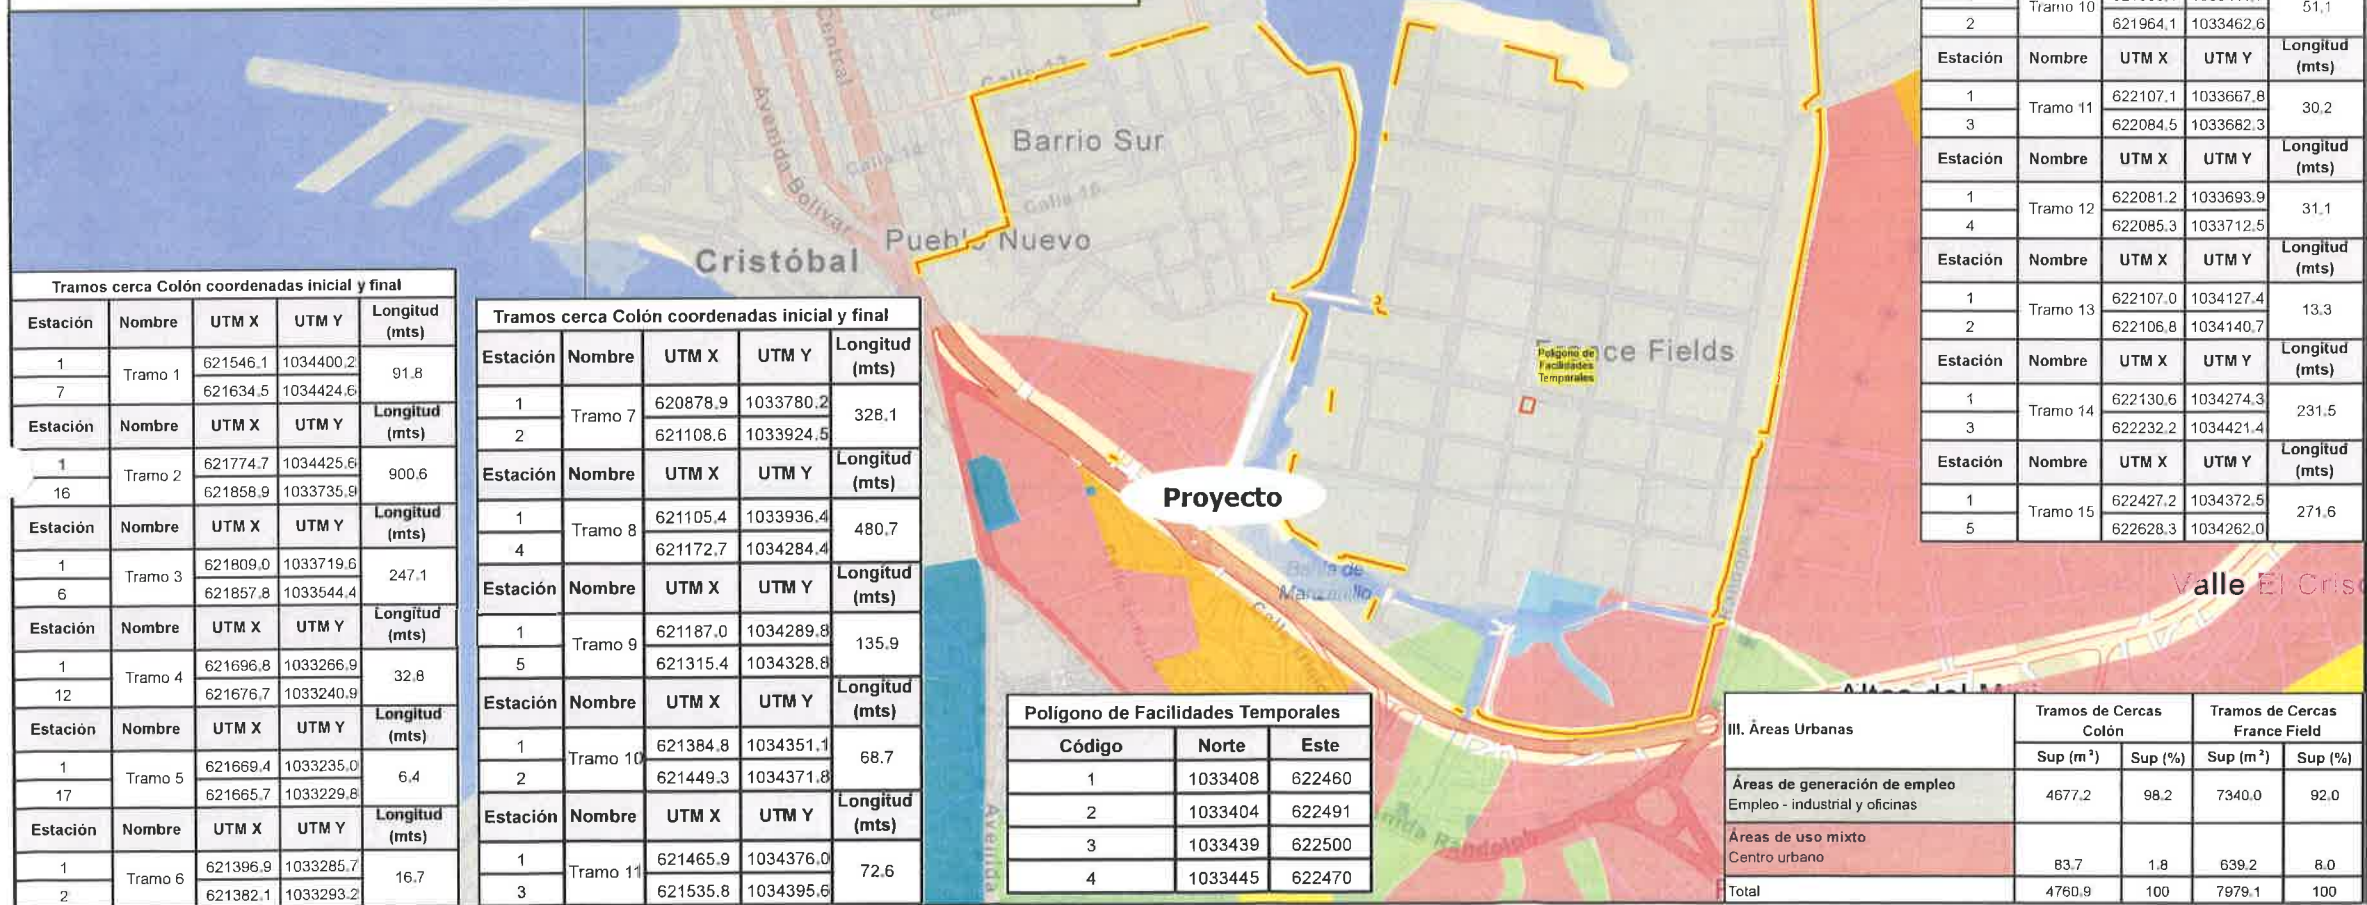 Central
Calle 13
Avenida Bolívar
Calle 14
Barrio Sur
Calle 16
Pueblo Nuevo
Cristóbal
France Fields
Polígono de
Facilidades
Temporales
Proyecto
Bahía de
Manzanillo
Valle El Crisc
Avenida
Tramos cerca Colón coordenadas inicial y final
Estación Nombre UTM X UTM Y Longitud (mts)
1 Tramo 1 621546.1 1034400.2 91.8
7 621634.5 1034424.6
Estación Nombre UTM X UTM Y Longitud (mts)
1 Tramo 2 621774.7 1034425.6 900.6
16 621858.9 1033735.9
Estación Nombre UTM X UTM Y Longitud (mts)
1 Tramo 3 621809.0 1033719.6 247.1
6 621857.8 1033544.4
Estación Nombre UTM X UTM Y Longitud (mts)
1 Tramo 4 621696.8 1033266.9 32.8
12 621676.7 1033240.9
Estación Nombre UTM X UTM Y Longitud (mts)
1 Tramo 5 621669.4 1033235.0 6.4
17 621665.7 1033229.8
Estación Nombre UTM X UTM Y Longitud (mts)
1 Tramo 6 621396.9 1033285.7 16.7
2 621382.1 1033293.2
Tramos cerca Colón coordenadas inicial y final
Estación Nombre UTM X UTM Y Longitud (mts)
1 Tramo 7 620878.9 1033780.2 328.1
2 621108.6 1033924.5
Estación Nombre UTM X UTM Y Longitud (mts)
1 Tramo 8 621105.4 1033936.4 480.7
4 621172.7 1034284.4
Estación Nombre UTM X UTM Y Longitud (mts)
1 Tramo 9 621187.0 1034289.8 135.9
5 621315.4 1034328.8
Estación Nombre UTM X UTM Y Longitud (mts)
1 Tramo 10 621384.8 1034351.1 68.7
2 621449.3 1034371.8
Estación Nombre UTM X UTM Y Longitud (mts)
1 Tramo 11 621465.9 1034376.0 72.6
3 621535.8 1034395.6
Polígono de Facilidades Temporales
Código Norte Este
1 1033408 622460
2 1033404 622491
3 1033439 622500
4 1033445 622470
Tramo 10 51.1
2 621964.1 1033462.6
Estación Nombre UTM X UTM Y Longitud (mts)
1 Tramo 11 622107.1 1033667.8 30.2
3 622084.5 1033682.3
Estación Nombre UTM X UTM Y Longitud (mts)
1 Tramo 12 622081.2 1033693.9 31.1
4 622085.3 1033712.5
Estación Nombre UTM X UTM Y Longitud (mts)
1 Tramo 13 622107.0 1034127.4 13.3
2 622106.8 1034140.7
Estación Nombre UTM X UTM Y Longitud (mts)
1 Tramo 14 622130.6 1034274.3 231.5
3 622232.2 1034421.4
Estación Nombre UTM X UTM Y Longitud (mts)
1 Tramo 15 622427.2 1034372.5 271.6
5 622628.3 1034262.0
III. Áreas Urbanas Tramos de Cercas Colón Tramos de Cercas France Field
Sup (m²) Sup (%) Sup (m²) Sup (%)
Áreas de generación de empleo
Empleo - industrial y oficinas 4677.2 98.2 7340.0 92.0
Áreas de uso mixto
Centro urbano 83.7 1.8 639.2 8.0
Total 4760.9 100 7979.1 100